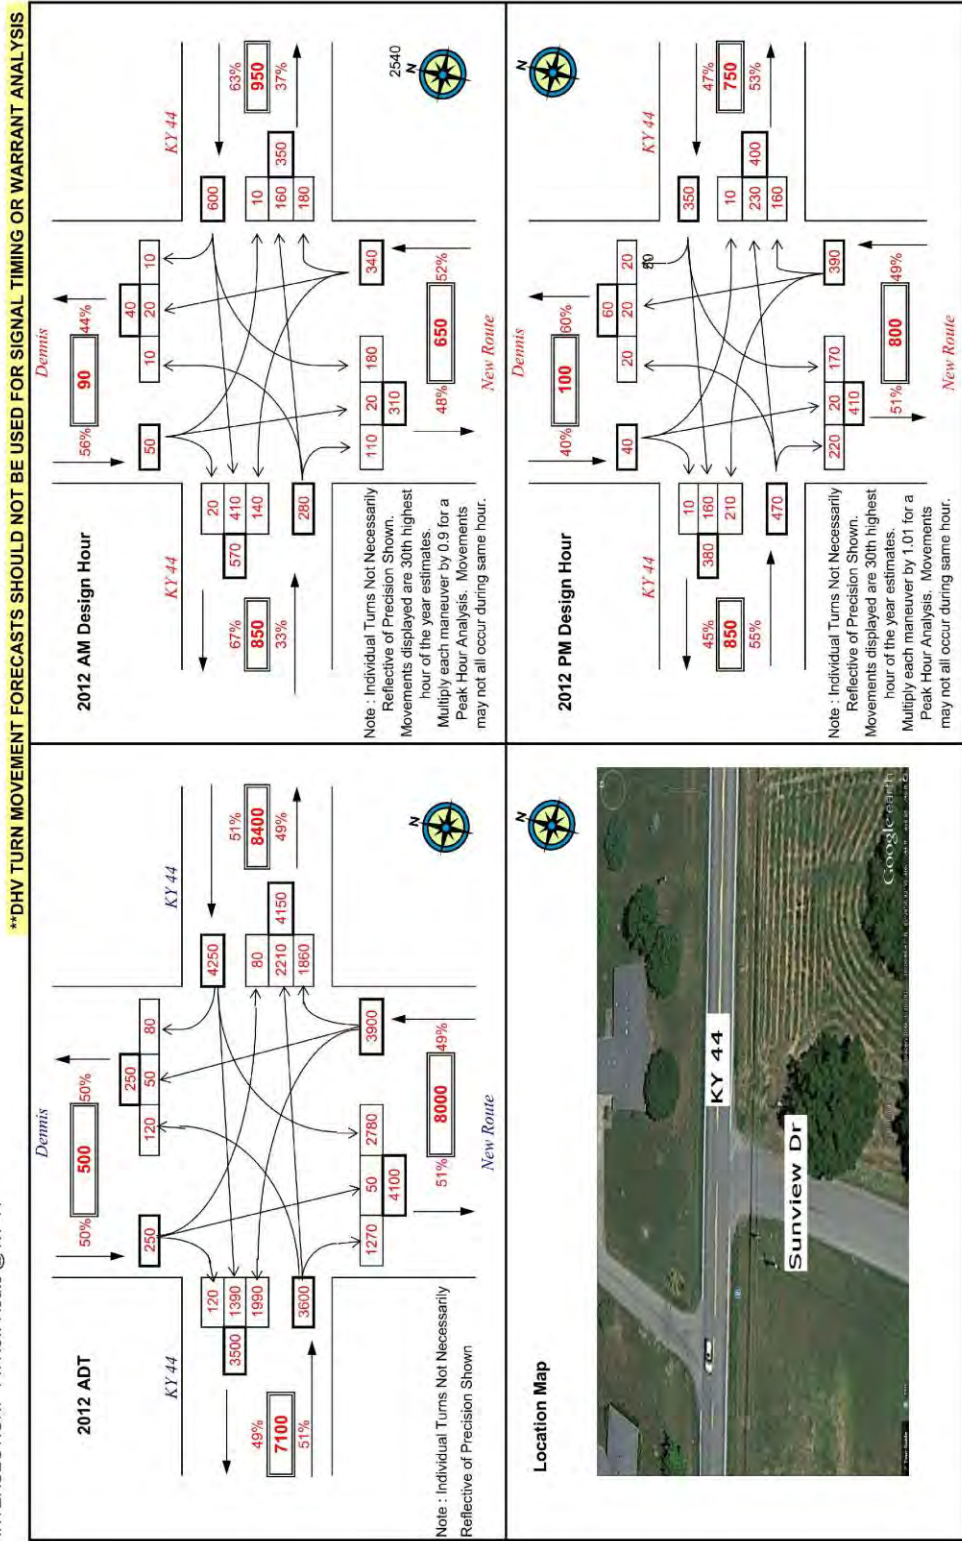 **DHV TURN MOVEMENT FORECASTS SHOULD NOT BE USED FOR SIGNAL TIMING OR WARRANT ANALYSIS
2012 ADT
Dennis
50%
500
50%
250
250
120
50
80
KY 44
KY 44
120
1390
1990
3500
3600
49%
7100
51%
4250
51%
8400
49%
80
2210
1860
4150
3900
1270
50
2780
4100
51%
8000
49%
New Route
N
Note : Individual Turns Not Necessarily
Reflective of Precision Shown
2012 AM Design Hour
Dennis
56%
90
44%
50
40
10
20
10
KY 44
KY 44
20
410
140
570
280
67%
850
33%
600
63%
950
37%
10
160
180
350
340
110
20
180
310
48%
650
52%
New Route
2540
N
Note : Individual Turns Not Necessarily
Reflective of Precision Shown.
Movements displayed are 30th highest
hour of the year estimates.
Multiply each maneuver by 0.9 for a
Peak Hour Analysis. Movements
may not all occur during same hour.
Location Map
N
KY 44
Sunview Dr
Google earth
2012 PM Design Hour
Dennis
40%
100
60%
40
60
20
20
20
KY 44
KY 44
10
160
210
380
470
45%
850
55%
350
47%
750
53%
10
230
160
400
390
220
20
170
410
51%
800
49%
New Route
N
Note : Individual Turns Not Necessarily
Reflective of Precision Shown.
Movements displayed are 30th highest
hour of the year estimates.
Multiply each maneuver by 1.01 for a
Peak Hour Analysis. Movements
may not all occur during same hour.